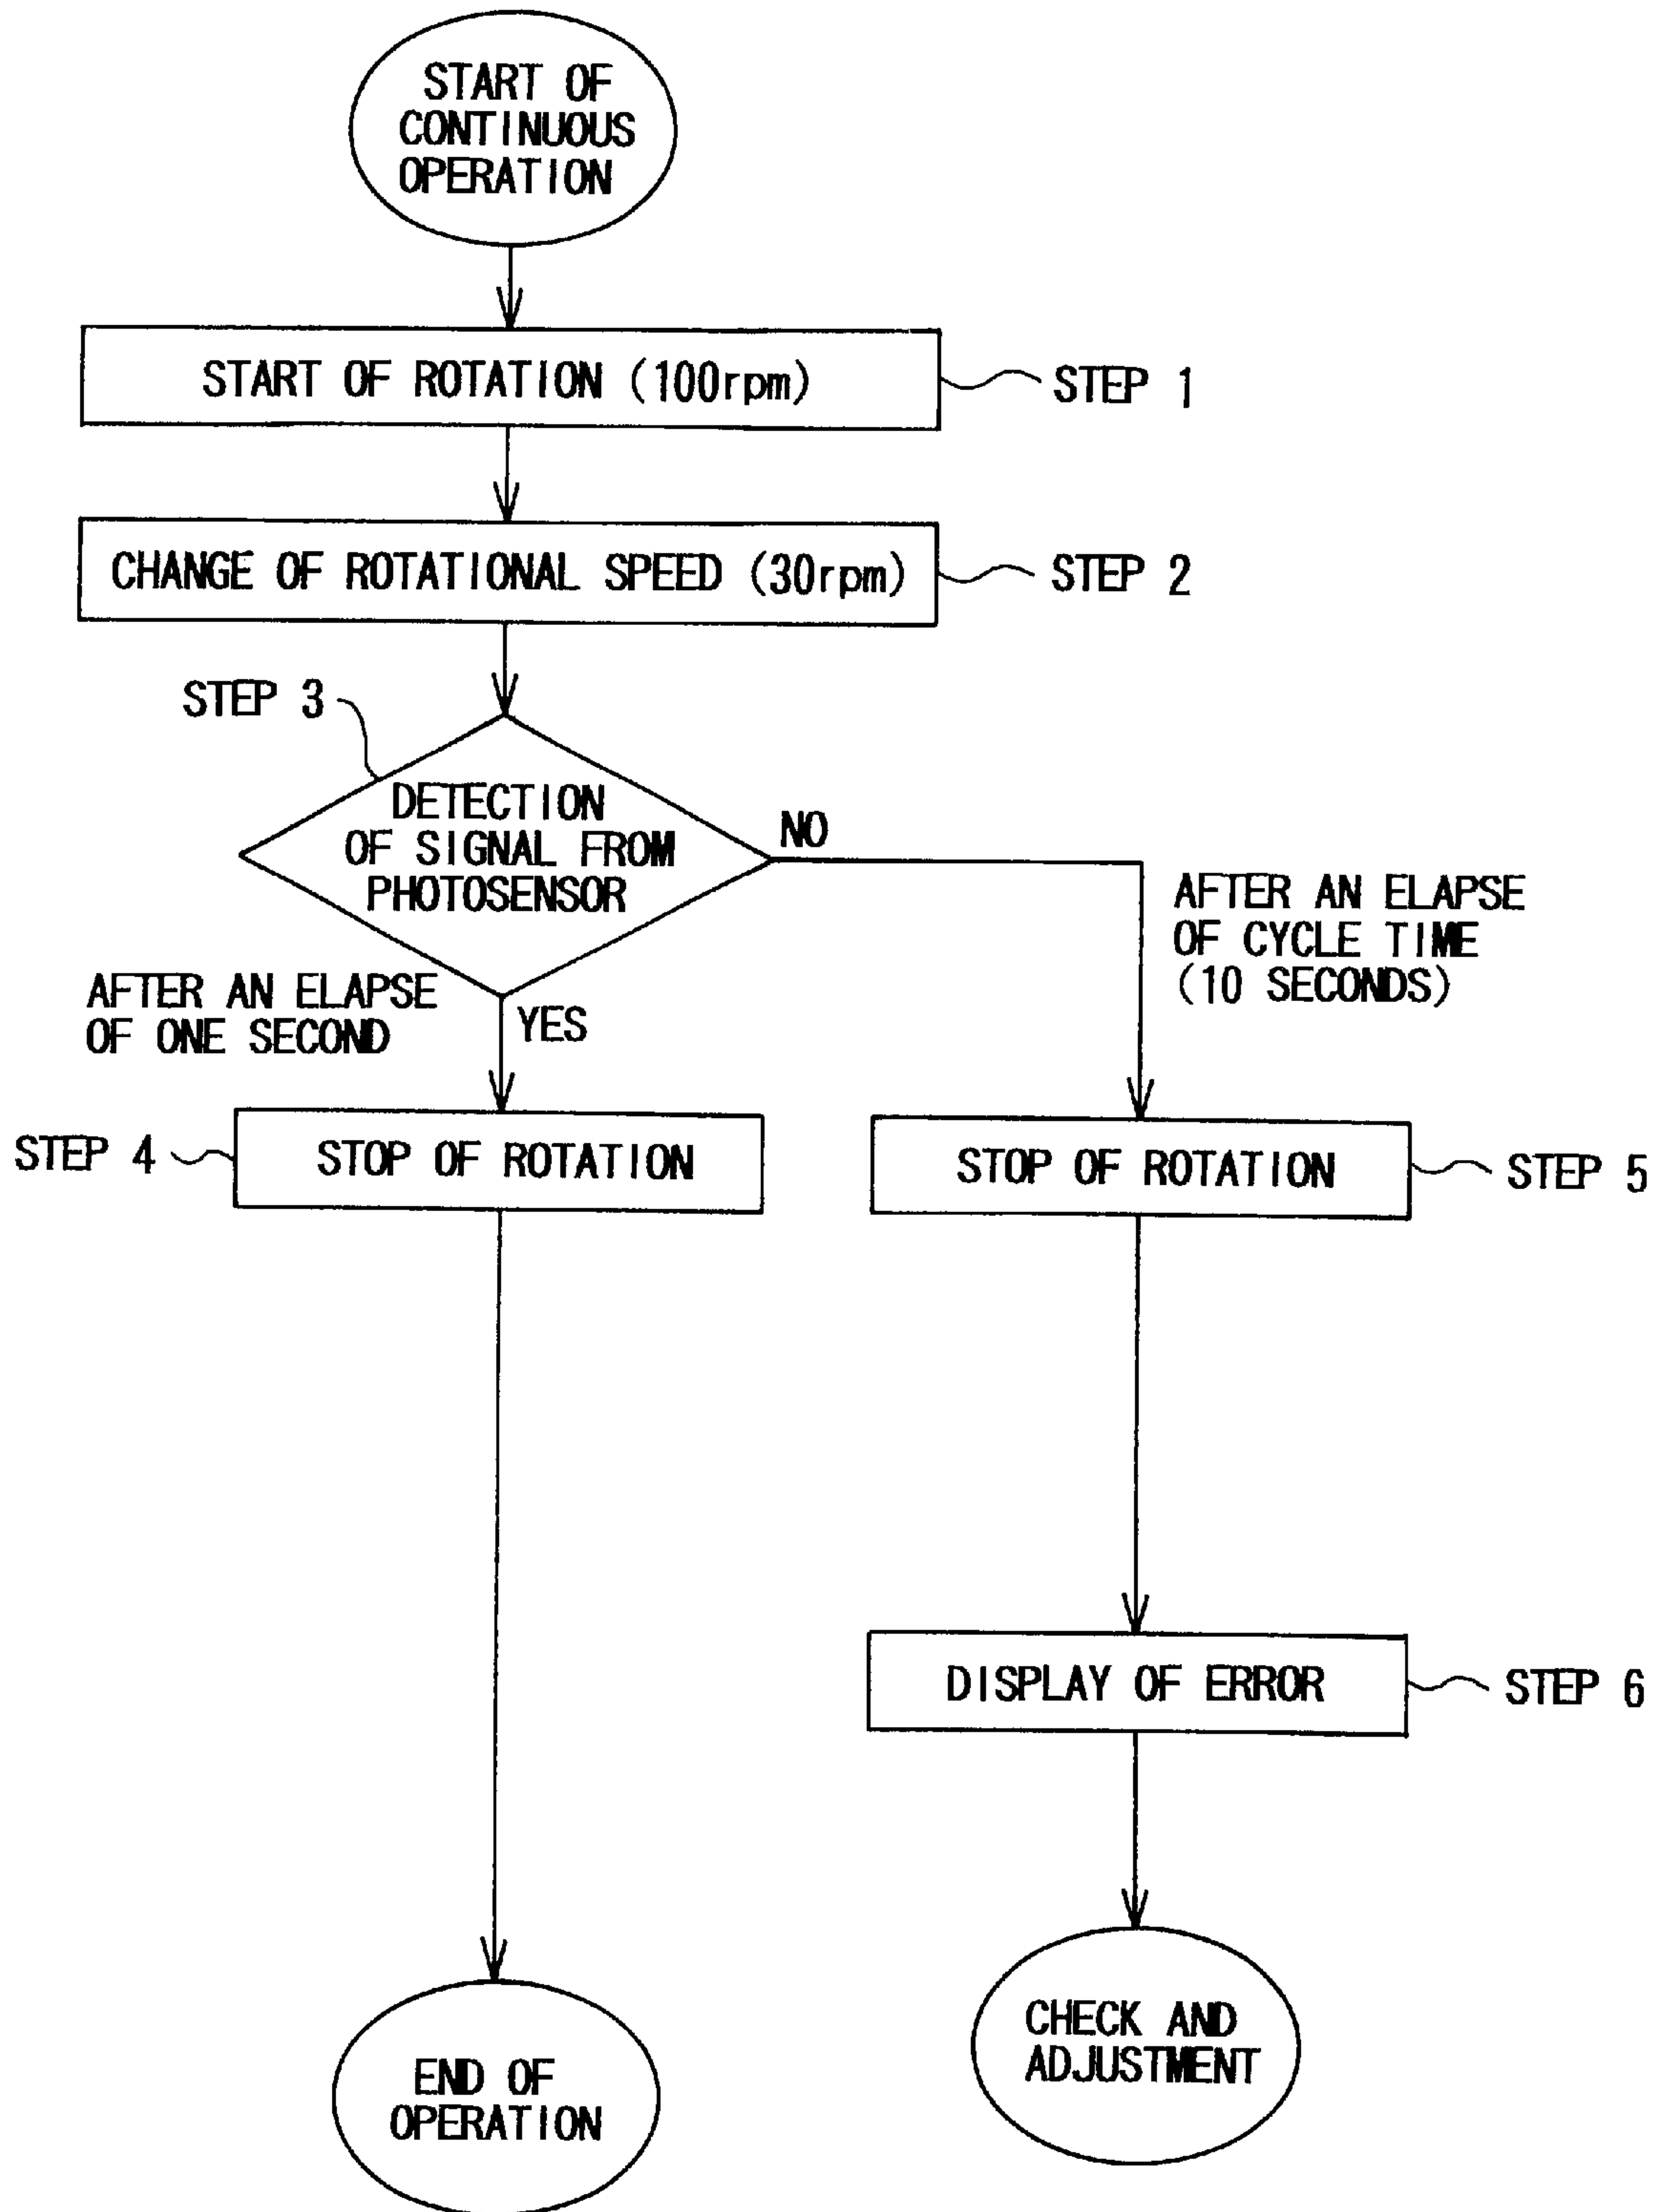 START OF
CONTINUOUS
OPERATION
START OF ROTATION (100rpm)
STEP 1
CHANGE OF ROTATIONAL SPEED (30rpm)
STEP 2
STEP 3
DETECTION
OF SIGNAL FROM
PHOTOSENSOR
NO
AFTER AN ELAPSE
OF CYCLE TIME
(10 SECONDS)
AFTER AN ELAPSE
OF ONE SECOND
YES
STEP 4
STOP OF ROTATION
STOP OF ROTATION
STEP 5
DISPLAY OF ERROR
STEP 6
CHECK AND
ADJUSTMENT
END OF
OPERATION